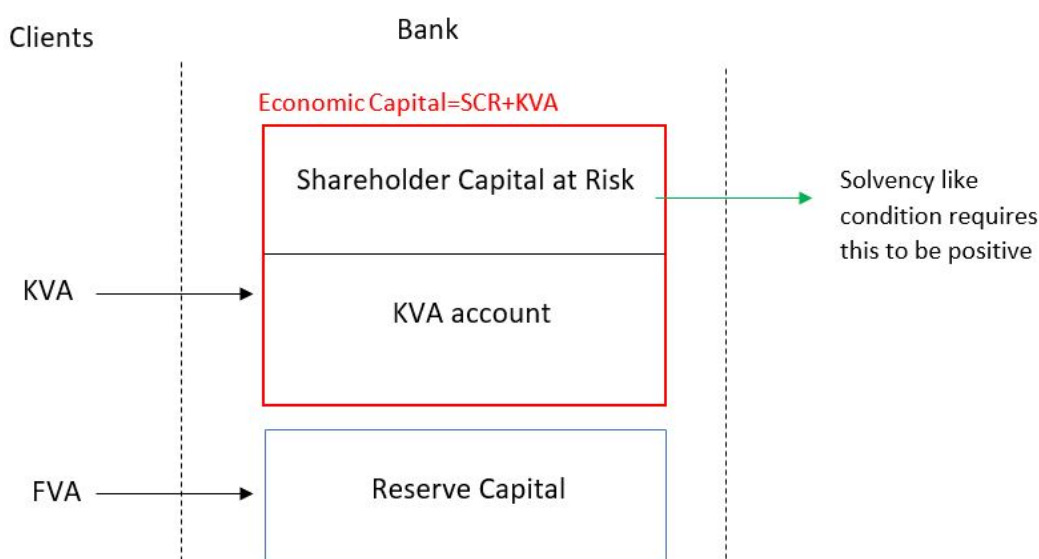 Clients
Bank
Economic Capital=SCR+KVA
Shareholder Capital at Risk
Solvency like
condition requires
this to be positive
KVA
KVA account
FVA
Reserve Capital